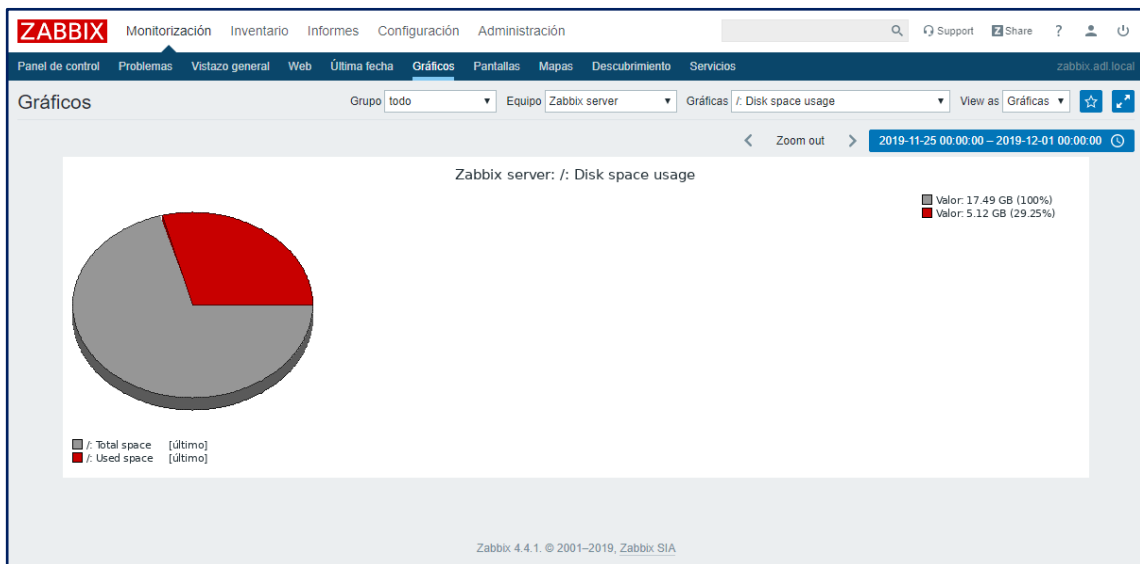 ZABBIX Monitorización Inventario Informes Configuración Administración Support Z Share ?
Panel de control Problemas Vistazo general Web Última fecha Gráficos Pantallas Mapas Descubrimiento Servicios zabbix.adl.local
Gráficos Grupo todo Equipo Zabbix server Gráficas /: Disk space usage View as Gráficas
Zoom out 2019-11-25 00:00:00 – 2019-12-01 00:00:00
Zabbix server: /: Disk space usage
Valor: 17.49 GB (100%)
Valor: 5.12 GB (29.25%)
/: Total space [último]
/: Used space [último]
Zabbix 4.4.1. © 2001–2019, Zabbix SIA